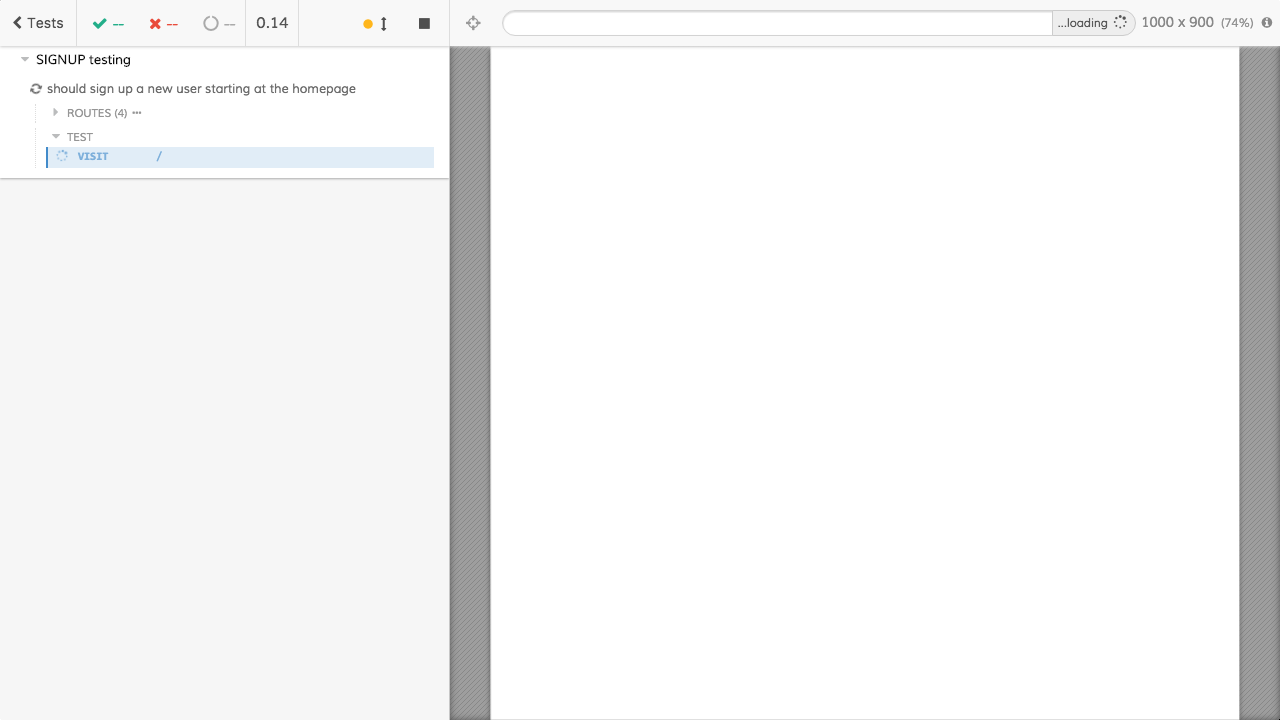 Tests -- -- -- 0.14 ...loading 1000 x 900 (74%)
SIGNUP testing
should sign up a new user starting at the homepage
ROUTES (4) ...
TEST
VISIT /